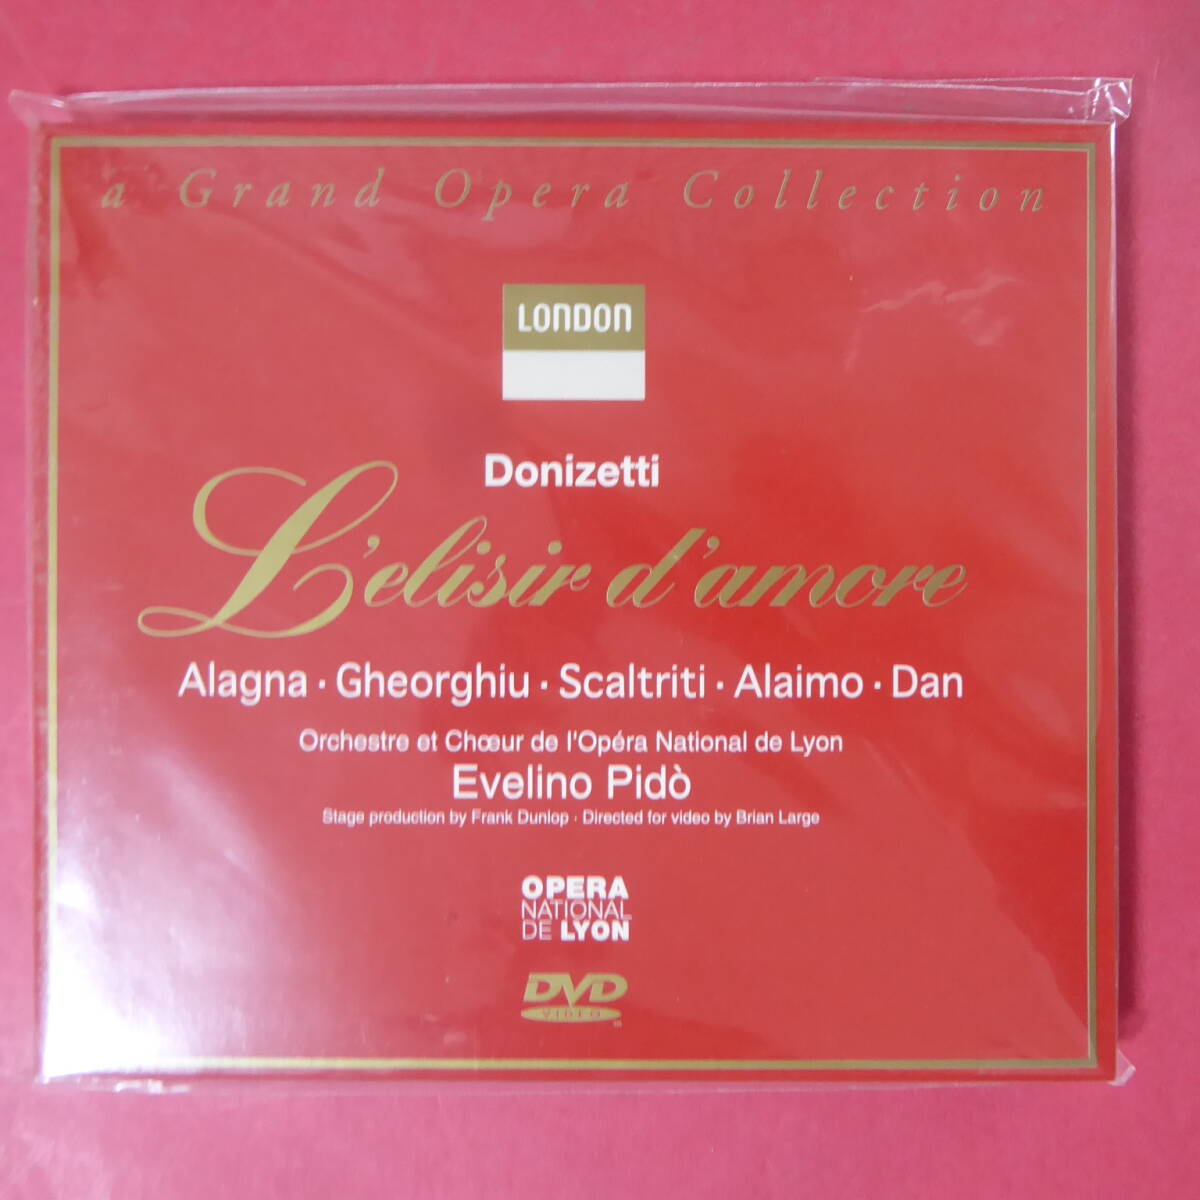 a Grand Opera Collection
LONDON
Donizetti
L'elisir d'amore
Alagna · Gheorghiu · Scaltriti · Alaimo · Dan
Orchestre et Chœur de l'Opéra National de Lyon
Evelino Pidò
Stage production by Frank Dunlop · Directed for video by Brian Large
OPERA
NATIONAL
DE LYON
DVD
VIDEO